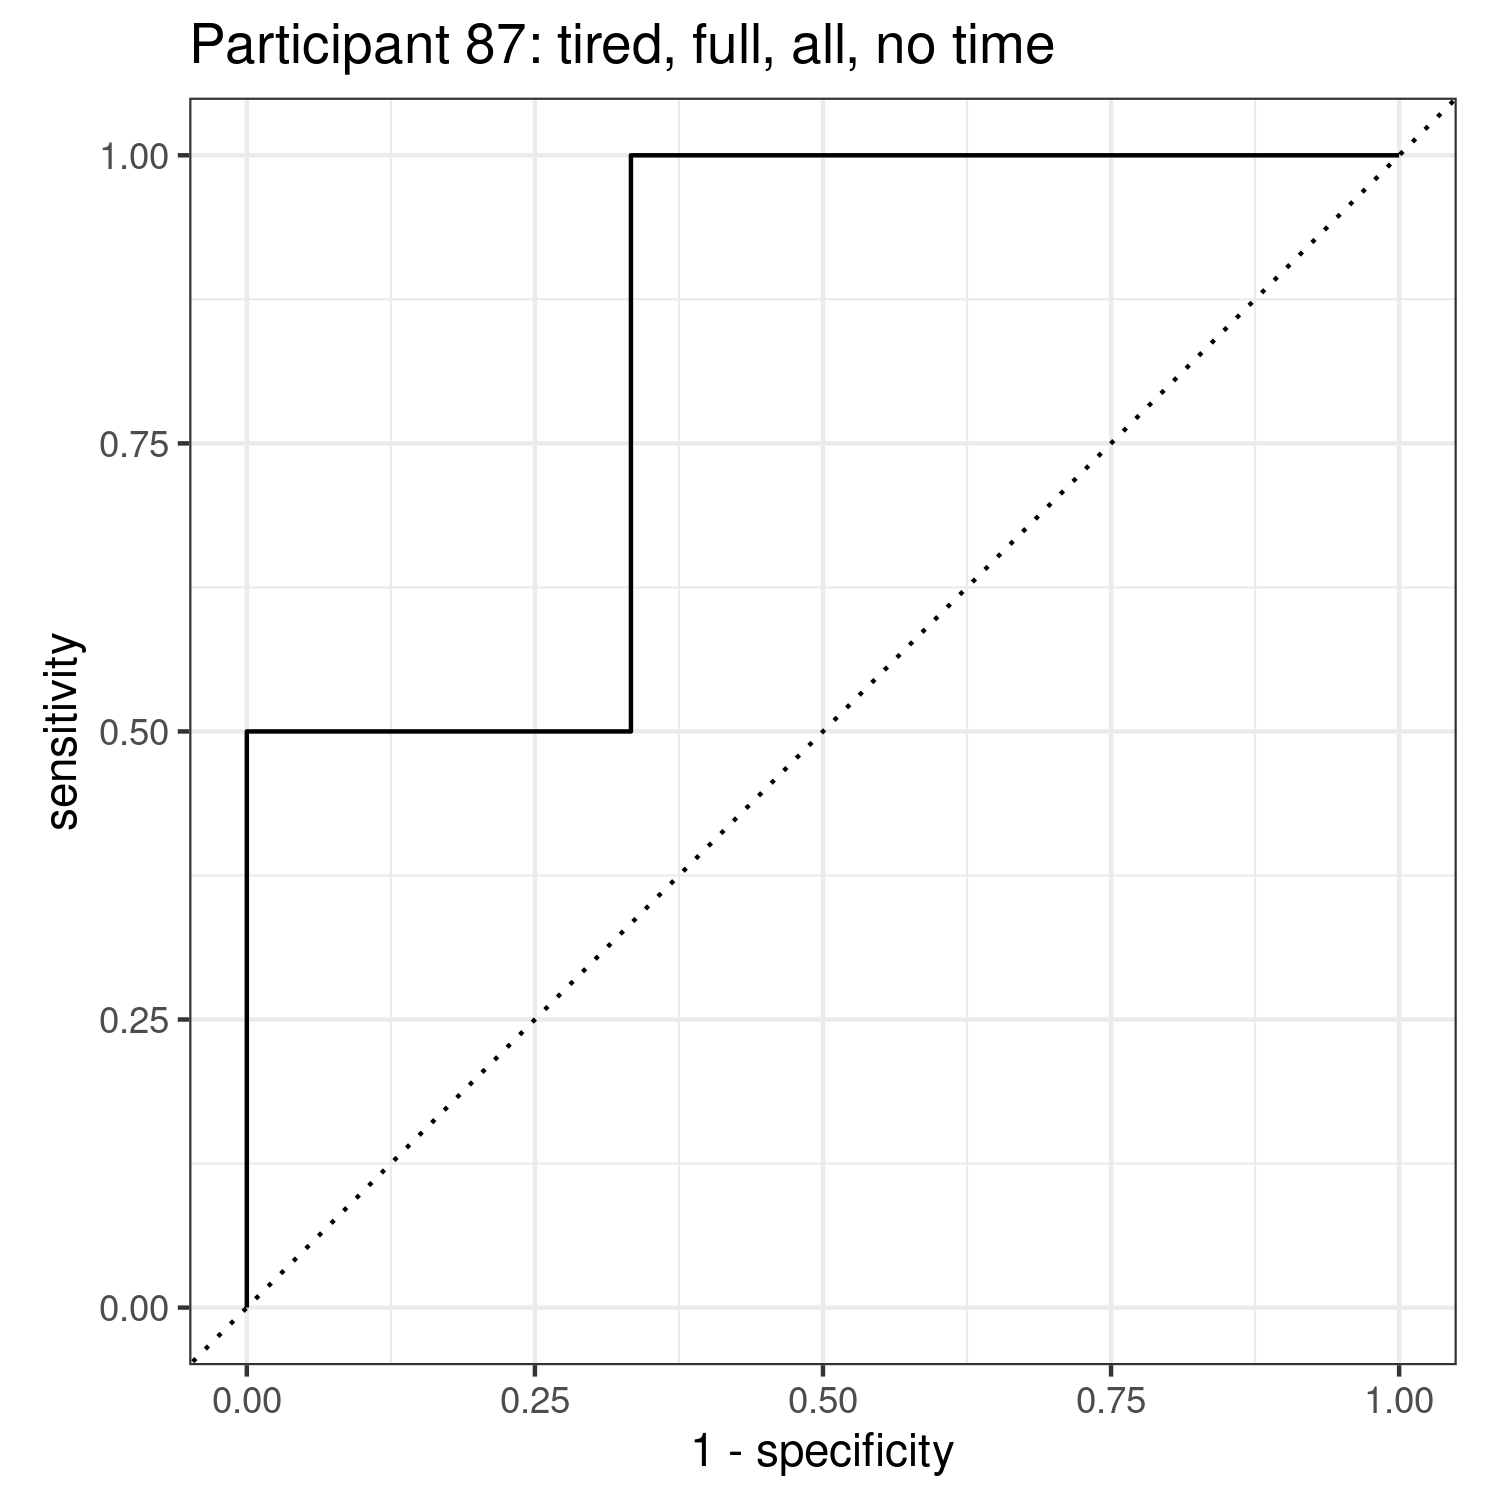 Participant 87: tired, full, all, no time
1.00
0.75
0.50
0.25
0.00
sensitivity
0.00 0.25 0.50 0.75 1.00
1 - specificity